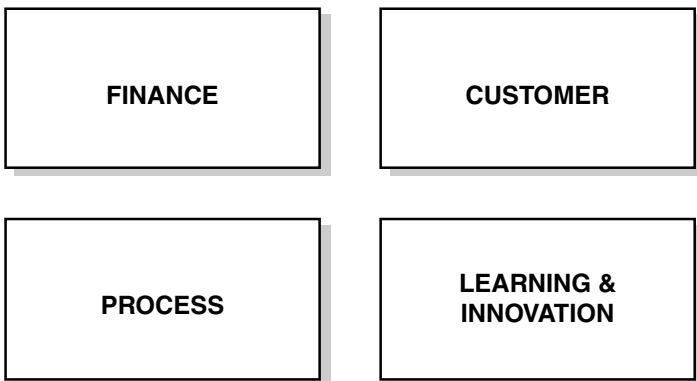 FINANCE
CUSTOMER
PROCESS
LEARNING &
INNOVATION